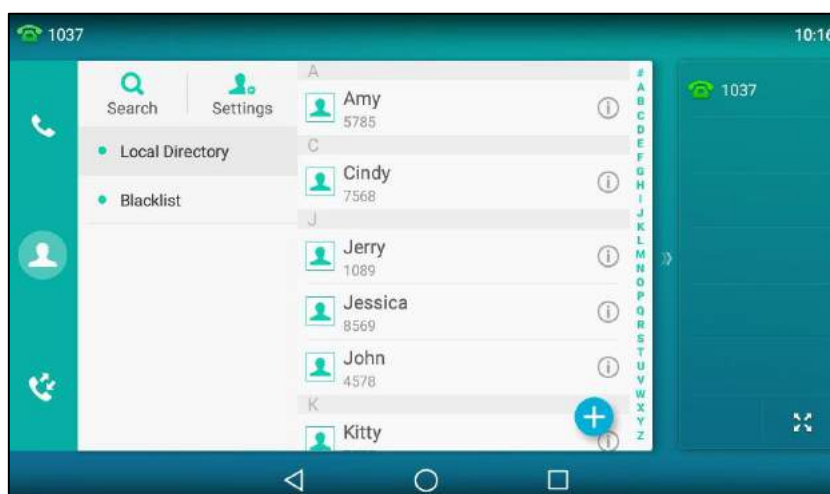 1037
10:16
Search
Settings
Local Directory
Blacklist
A
Amy
5785
C
Cindy
7568
J
Jerry
1089
Jessica
8569
John
4578
K
Kitty
#
A
B
C
D
E
F
G
H
I
J
K
L
M
N
O
P
Q
R
S
T
U
V
W
X
Y
Z
1037